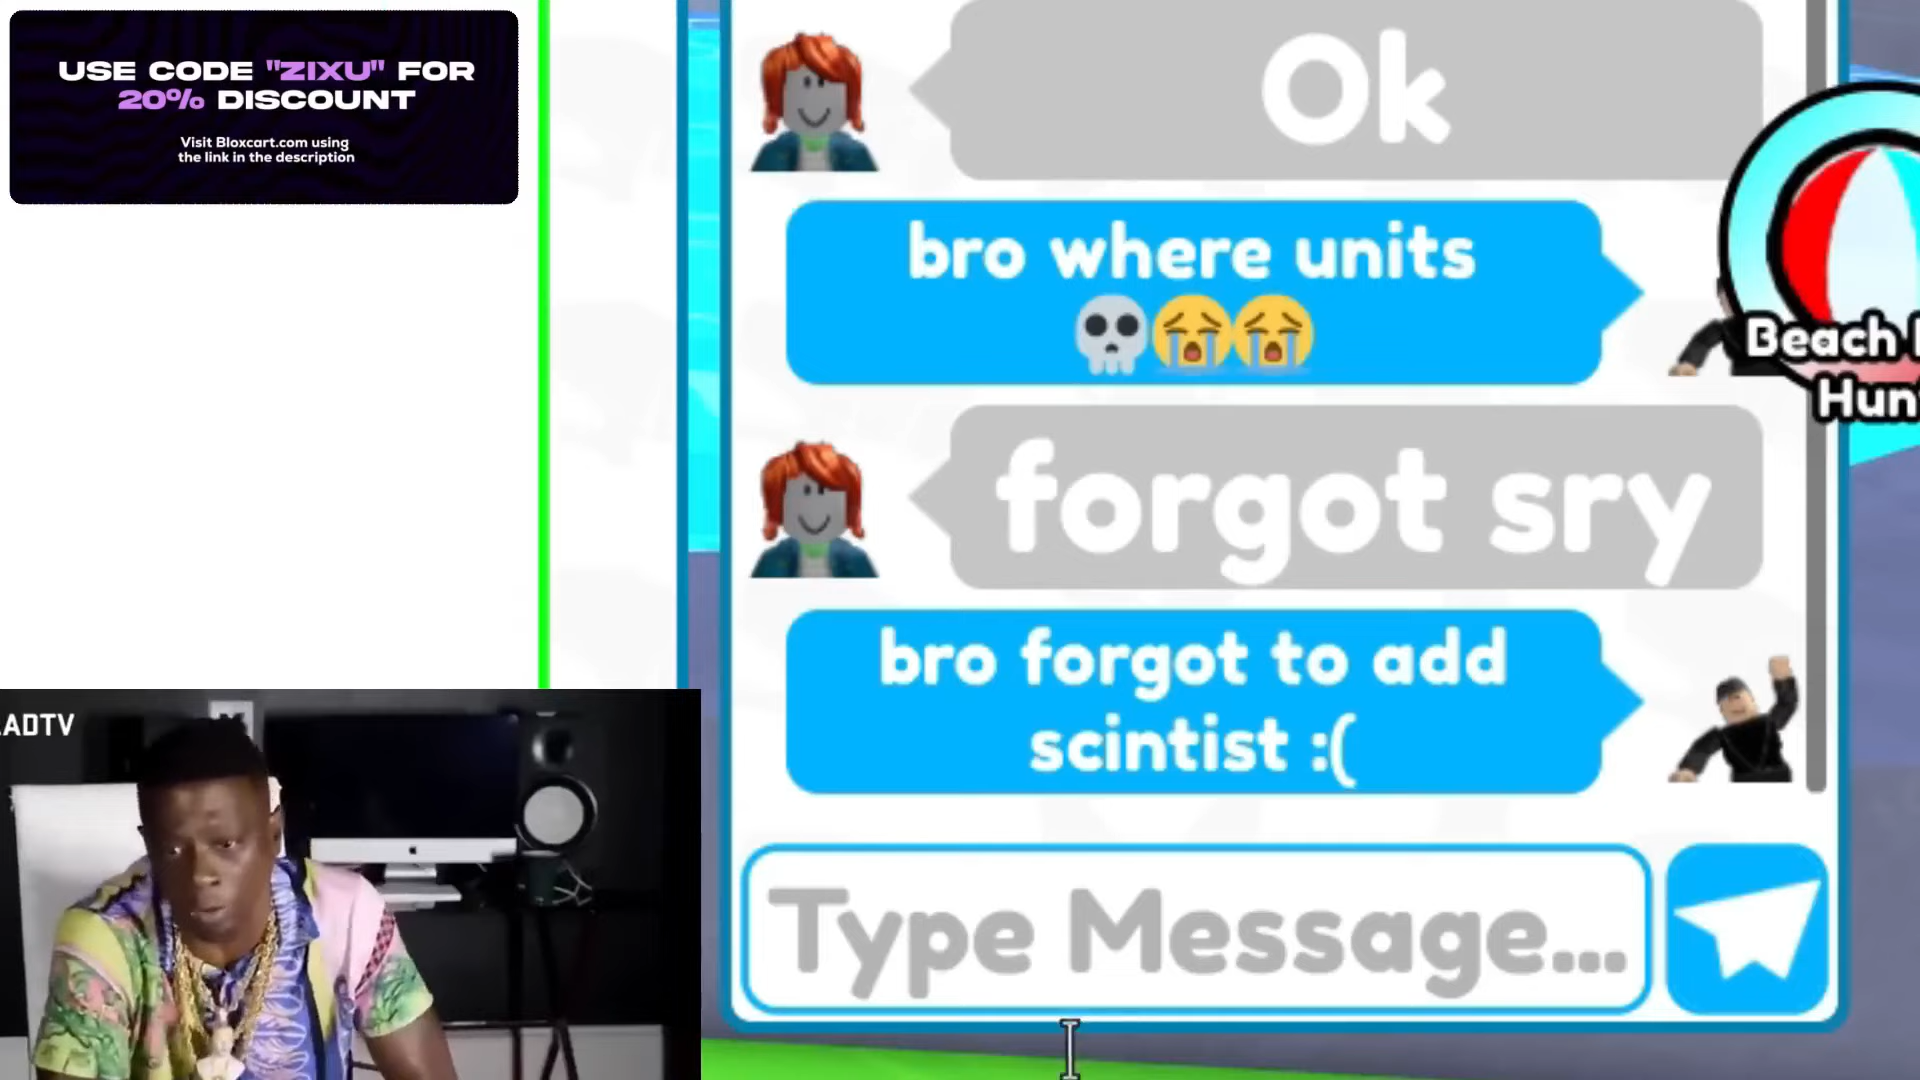 USE CODE "ZIXU" FOR
20% DISCOUNT
Visit Bloxcart.com using
the link in the description
Ok
bro where units
💀😭😭
Beach
Hun
forgot sry
bro forgot to add
scintist :(
Type Message...
LADTV